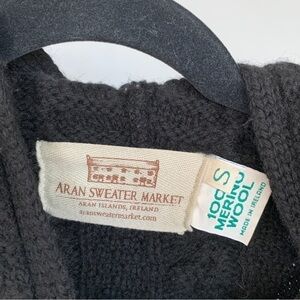 ARAN SWEATER MARKET
ARAN ISLANDS, IRELAND
aransweatermarket.com
S
100%
MERINO
WOOL
MADE IN IRELAND